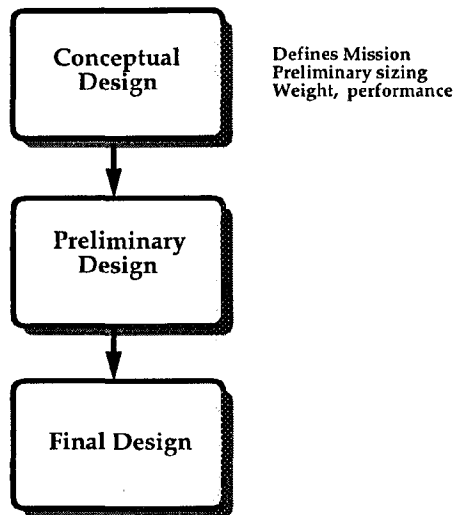 Conceptual
Design
Defines Mission
Preliminary sizing
Weight, performance
Preliminary
Design
Final Design